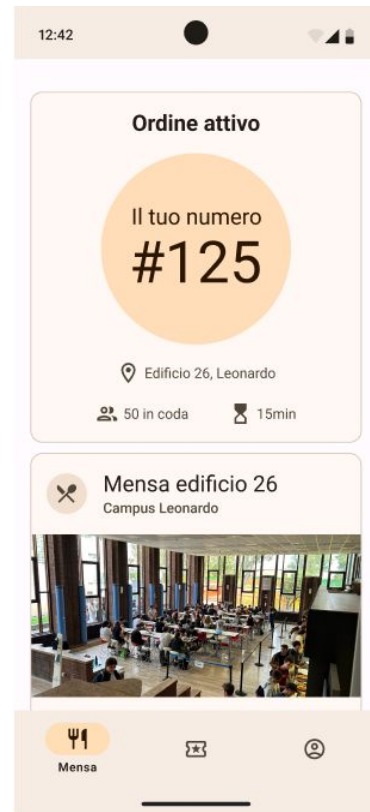 12:42
Ordine attivo
Il tuo numero
#125
Edificio 26, Leonardo
50 in coda
15min
Mensa edificio 26
Campus Leonardo
Mensa